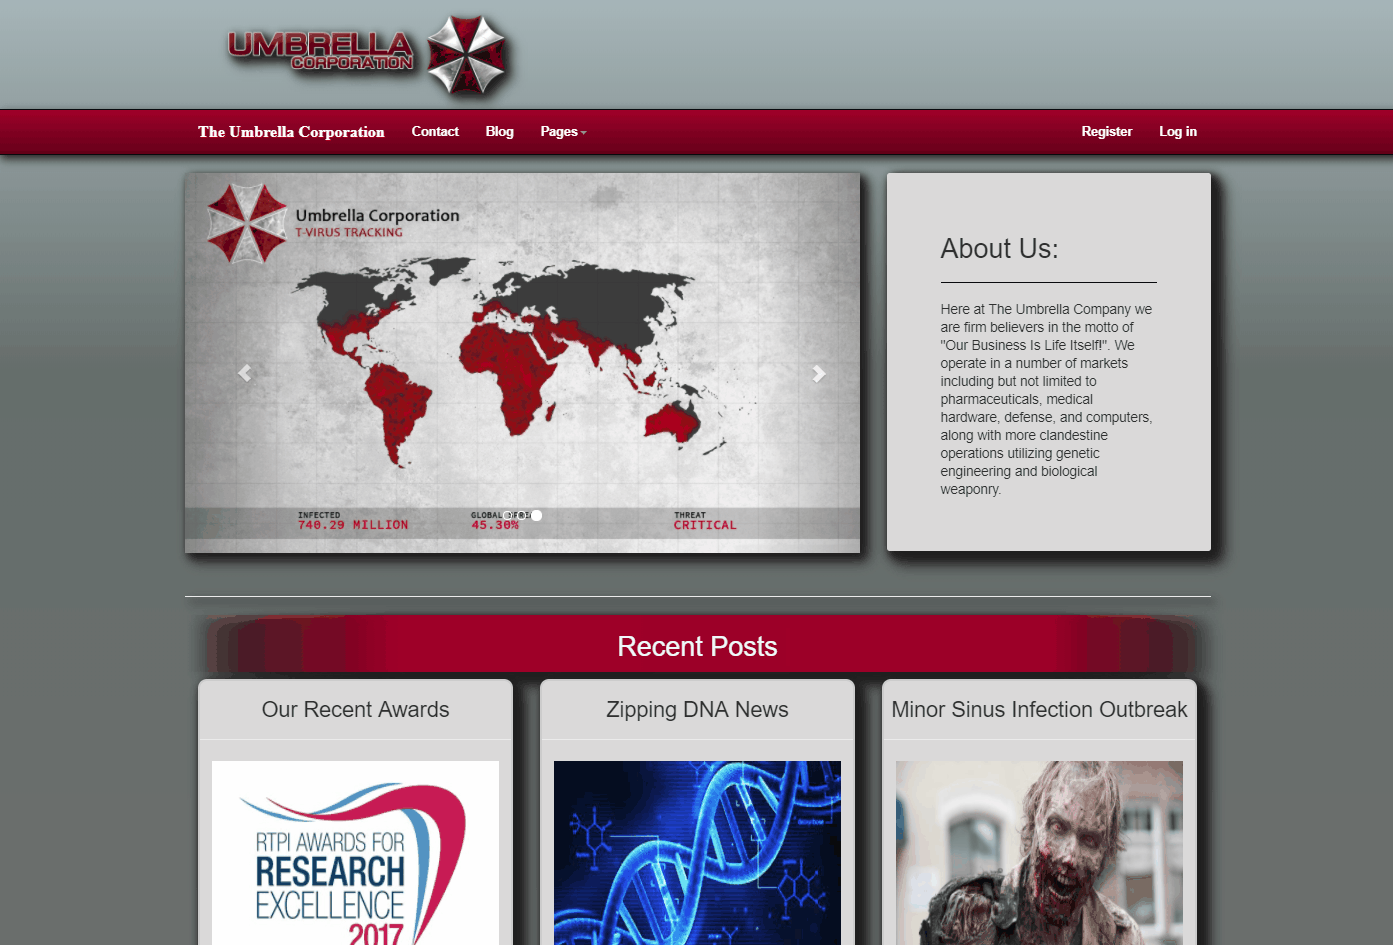 UMBRELLA
CORPORATION
The Umbrella Corporation Contact Blog Pages Register Log in
Umbrella Corporation
T-VIRUS TRACKING
INFECTED
740.29 MILLION
GLOBAL
45.30%
THREAT
CRITICAL
About Us:
Here at The Umbrella Company we
are firm believers in the motto of
"Our Business Is Life Itself!". We
operate in a number of markets
including but not limited to
pharmaceuticals, medical
hardware, defense, and computers,
along with more clandestine
operations utilizing genetic
engineering and biological
weaponry.
Recent Posts
Our Recent Awards
RTPI AWARDS FOR
RESEARCH
EXCELLENCE
2017
Zipping DNA News
Minor Sinus Infection Outbreak